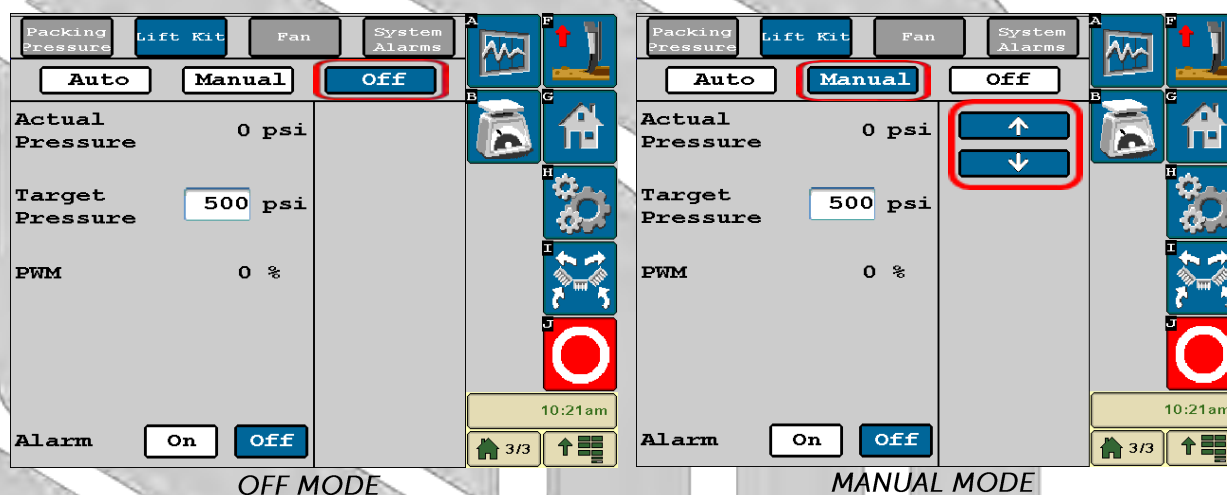 Packing Pressure
Lift Kit
Fan
System Alarms
Auto
Manual
Off
Actual Pressure
0 psi
Target Pressure
500 psi
PWM
0 %
Alarm
On
Off
A
F
B
G
H
I
J
10:21am
3/3
OFF MODE
Packing Pressure
Lift Kit
Fan
System Alarms
Auto
Manual
Off
Actual Pressure
0 psi
Target Pressure
500 psi
PWM
0 %
Alarm
On
Off
A
F
B
G
H
I
J
10:21am
3/3
MANUAL MODE